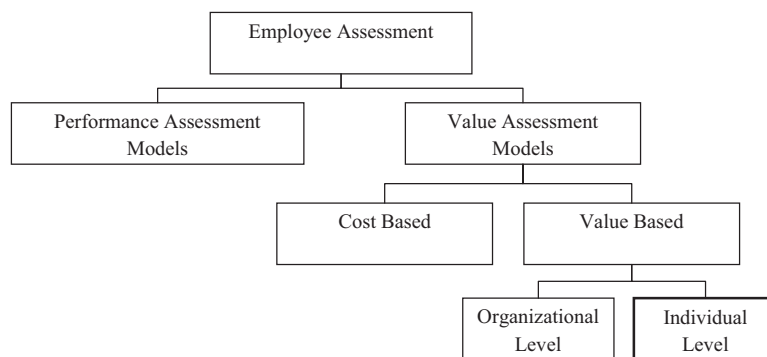 Employee Assessment
Performance Assessment
Models
Value Assessment
Models
Cost Based
Value Based
Organizational
Level
Individual
Level